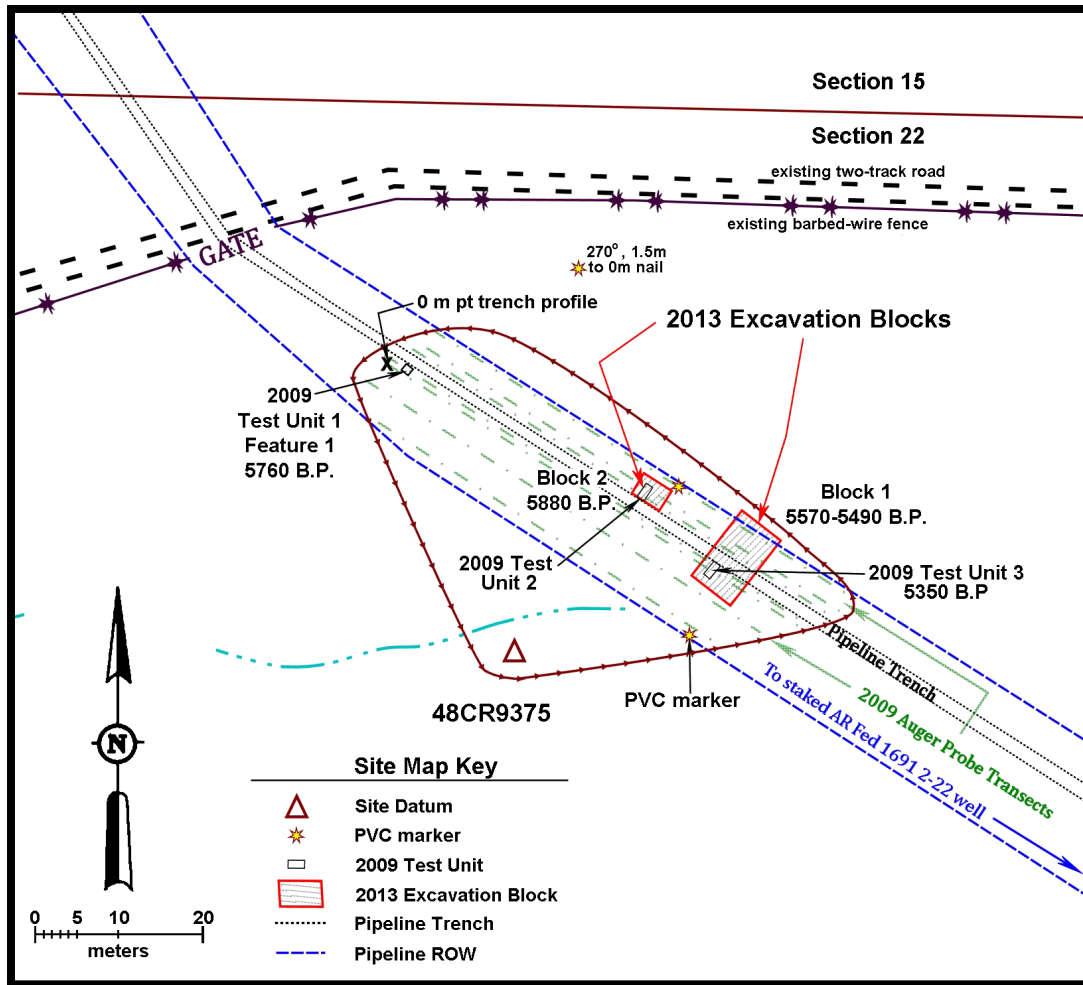 Section 15
Section 22
existing two-track road
existing barbed-wire fence
GATE
270°, 1.5m
to 0m nail
0 m pt trench profile
2013 Excavation Blocks
X
2009
Test Unit 1
Feature 1
5760 B.P.
Block 2
5880 B.P.
Block 1
5570-5490 B.P.
2009 Test
Unit 2
2009 Test Unit 3
5350 B.P
Pipeline Trench
2009 Auger Probe Transects
To staked AR Fed 1691 2-22 well
PVC marker
48CR9375
N
Site Map Key
Site Datum
PVC marker
2009 Test Unit
2013 Excavation Block
Pipeline Trench
Pipeline ROW
0 5 10 20
meters